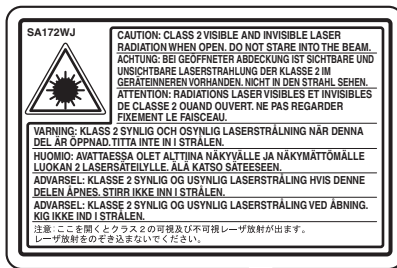 SA172WJ
CAUTION: CLASS 2 VISIBLE AND INVISIBLE LASER
RADIATION WHEN OPEN. DO NOT STARE INTO THE BEAM.
ACHTUNG: BEI GEÖFFNETER ABDECKUNG IST SICHTBARE UND
UNSICHTBARE LASERSTRAHLUNG DER KLASSE 2 IM
GERÄTEINNEREN VORHANDEN. NICHT IN DEN STRAHL SEHEN.
ATTENTION: RADIATIONS LASER VISIBLES ET INVISIBLES
DE CLASSE 2 OUAND OUVERT. NE PAS REGARDER
FIXEMENT LE FAISCEAU.
VARNING: KLASS 2 SYNLIG OCH OSYNLIG LASERSTRÅLNING NÄR DENNA
DEL ÄR ÖPPNAD.TITTA INTE IN I STRÅLEN.
HUOMIO: AVATTAESSA OLET ALTTIINA NÄKYVÄLLE JA NÄKYMÄTTÖMÄLLE
LUOKAN 2 LASERSÄTEILYLLE. ÄLÄ KATSO SÄTEESEEN.
ADVARSEL: KLASSE 2 SYNLIG OG USYNLIG LASERSTRÅLING HVIS DENNE
DELEN ÅPNES. STIRR IKKE INN I STRÅLEN.
ADVARSEL: KLASSE 2 SYNLIG OG USYNLIG LASERSTRÅLING VED ÅBNING.
KIG IKKE IND I STRÅLEN.
注意:ここを開くとクラス2の可視及び不可視レーザ放射が出ます。
レーザ放射をのぞき込まないでください。